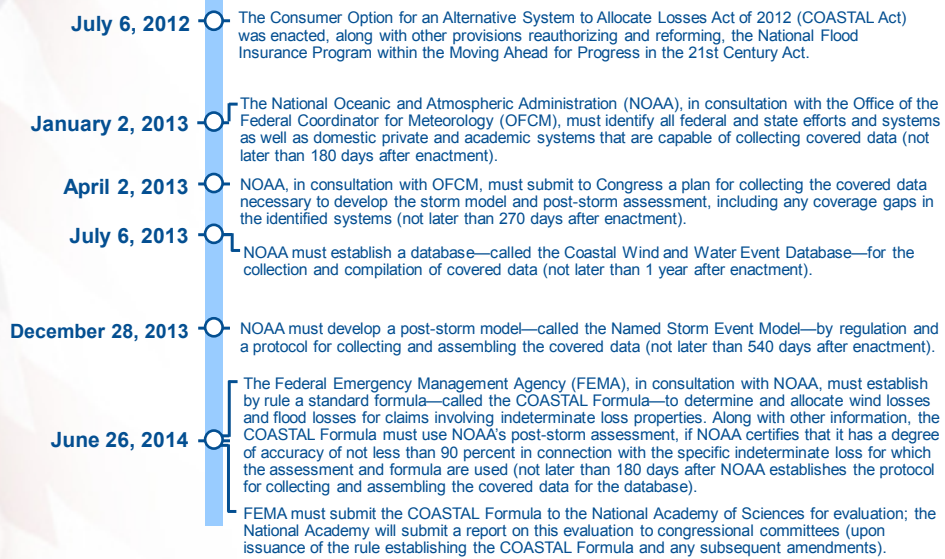 July 6, 2012
The Consumer Option for an Alternative System to Allocate Losses Act of 2012 (COASTAL Act)
was enacted, along with other provisions reauthorizing and reforming, the National Flood
Insurance Program within the Moving Ahead for Progress in the 21st Century Act.
January 2, 2013
The National Oceanic and Atmospheric Administration (NOAA), in consultation with the Office of the
Federal Coordinator for Meteorology (OFCM), must identify all federal and state efforts and systems
as well as domestic private and academic systems that are capable of collecting covered data (not
later than 180 days after enactment).
April 2, 2013
NOAA, in consultation with OFCM, must submit to Congress a plan for collecting the covered data
necessary to develop the storm model and post-storm assessment, including any coverage gaps in
the identified systems (not later than 270 days after enactment).
July 6, 2013
NOAA must establish a database—called the Coastal Wind and Water Event Database—for the
collection and compilation of covered data (not later than 1 year after enactment).
December 28, 2013
NOAA must develop a post-storm model—called the Named Storm Event Model—by regulation and
a protocol for collecting and assembling the covered data (not later than 540 days after enactment).
June 26, 2014
The Federal Emergency Management Agency (FEMA), in consultation with NOAA, must establish
by rule a standard formula—called the COASTAL Formula—to determine and allocate wind losses
and flood losses for claims involving indeterminate loss properties. Along with other information, the
COASTAL Formula must use NOAA's post-storm assessment, if NOAA certifies that it has a degree
of accuracy of not less than 90 percent in connection with the specific indeterminate loss for which
the assessment and formula are used (not later than 180 days after NOAA establishes the protocol
for collecting and assembling the covered data for the database).
FEMA must submit the COASTAL Formula to the National Academy of Sciences for evaluation; the
National Academy will submit a report on this evaluation to congressional committees (upon
issuance of the rule establishing the COASTAL Formula and any subsequent amendments).